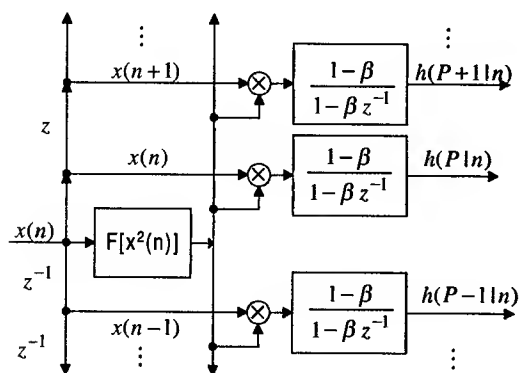 ⋮ ⋮
x(n+1)
1−β
1−β z⁻¹
h(P+1|n)
z
x(n)
1−β
1−β z⁻¹
h(P|n)
x(n)
F[x²(n)]
z⁻¹
x(n−1)
1−β
1−β z⁻¹
h(P−1|n)
z⁻¹
⋮ ⋮